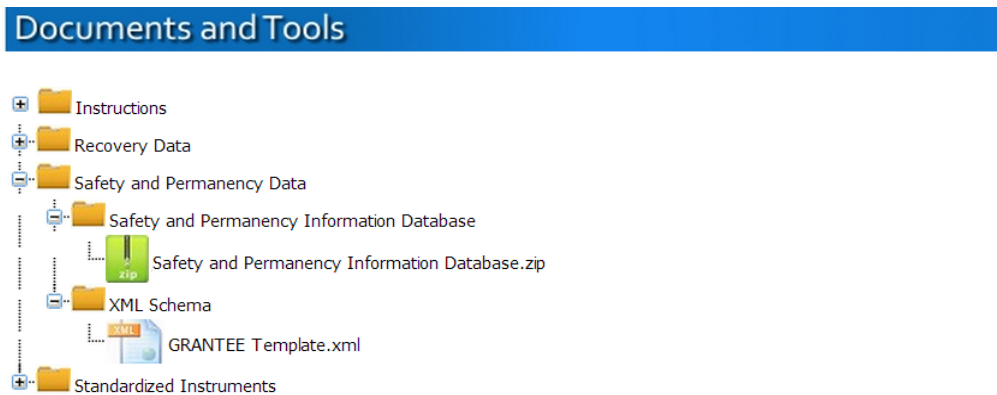 Documents and Tools
Instructions
Recovery Data
Safety and Permanency Data
Safety and Permanency Information Database
zip
Safety and Permanency Information Database.zip
XML Schema
XML
GRANTEE Template.xml
Standardized Instruments